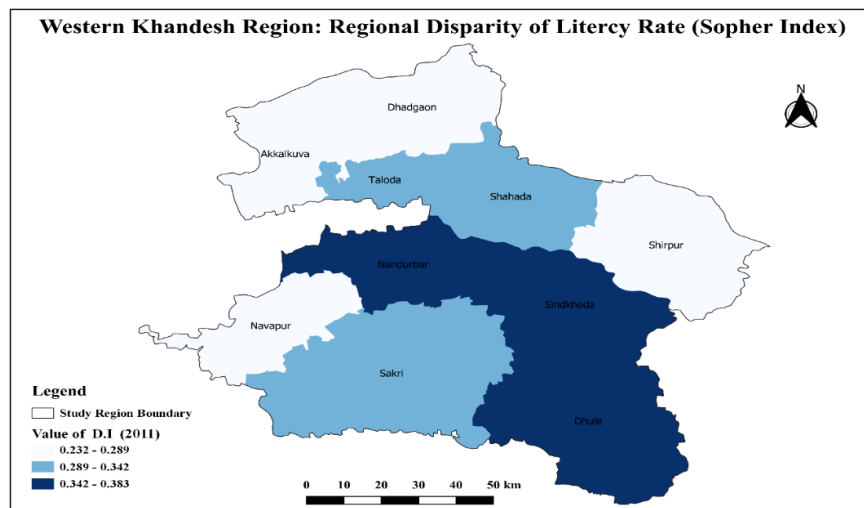 Western Khandesh Region: Regional Disparity of Litercy Rate (Sopher Index)
N
Dhadgaon
Akkalkuva
Taloda
Shahada
Shirpur
Nandurbar
Sindkheda
Navapur
Sakri
Dhule
Legend
Study Region Boundary
Value of D.I (2011)
0.232 - 0.289
0.289 - 0.342
0.342 - 0.383
0 10 20 30 40 50 km